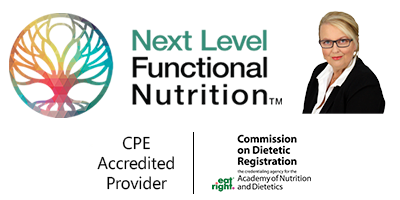 Next Level
Functional
Nutrition™
CPE
Accredited
Provider
Commission
on Dietetic
Registration
the credentialing agency for the
eat right. Academy of Nutrition
and Dietetics